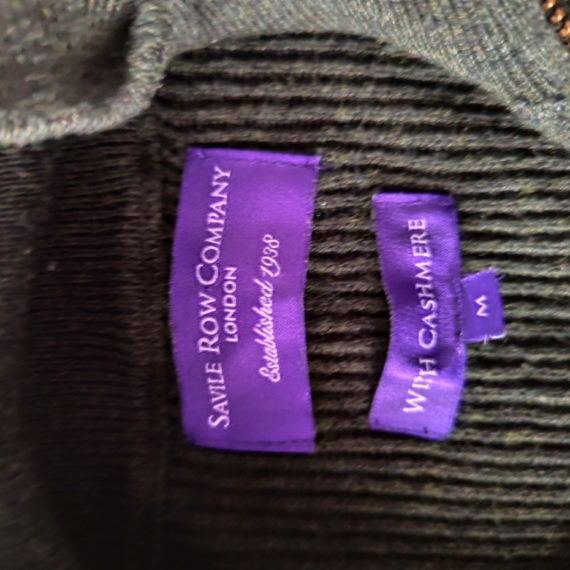 SAVILE ROW COMPANY
LONDON
Established 1938
WITH CASHMERE
M